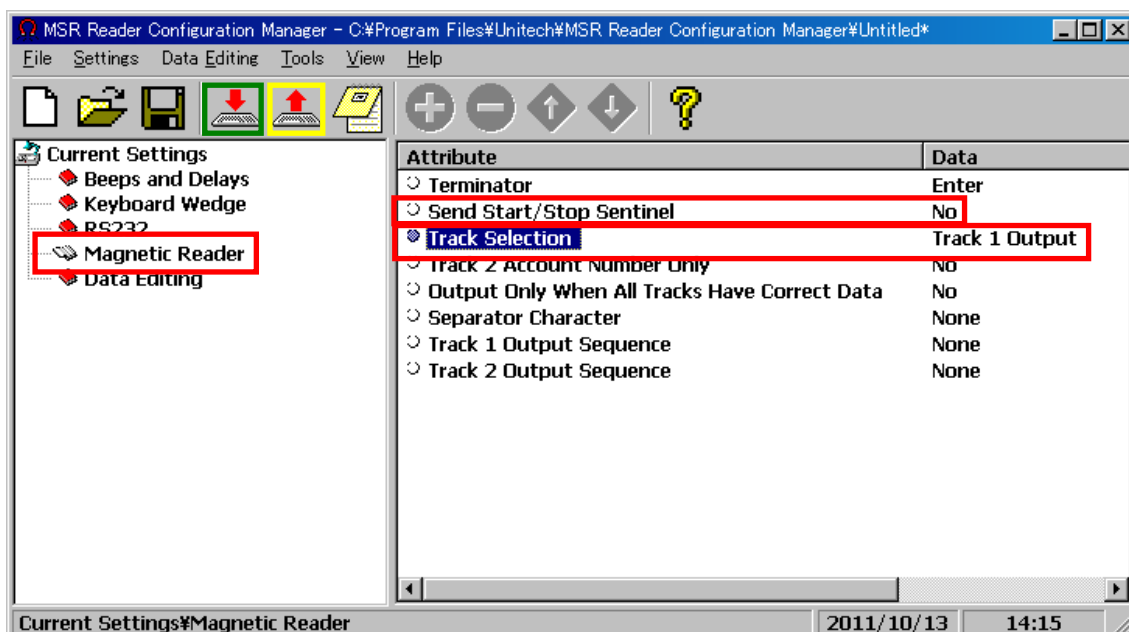 MSR Reader Configuration Manager - C:¥Program Files¥Unitech¥MSR Reader Configuration Manager¥Untitled*
File Settings Data Editing Tools View Help
Current Settings
Beeps and Delays
Keyboard Wedge
RS232
Magnetic Reader
Data Editing
Attribute Data
Terminator Enter
Send Start/Stop Sentinel No
Track Selection Track 1 Output
Track 2 Account Number Only No
Output Only When All Tracks Have Correct Data No
Separator Character None
Track 1 Output Sequence None
Track 2 Output Sequence None
Current Settings¥Magnetic Reader 2011/10/13 14:15